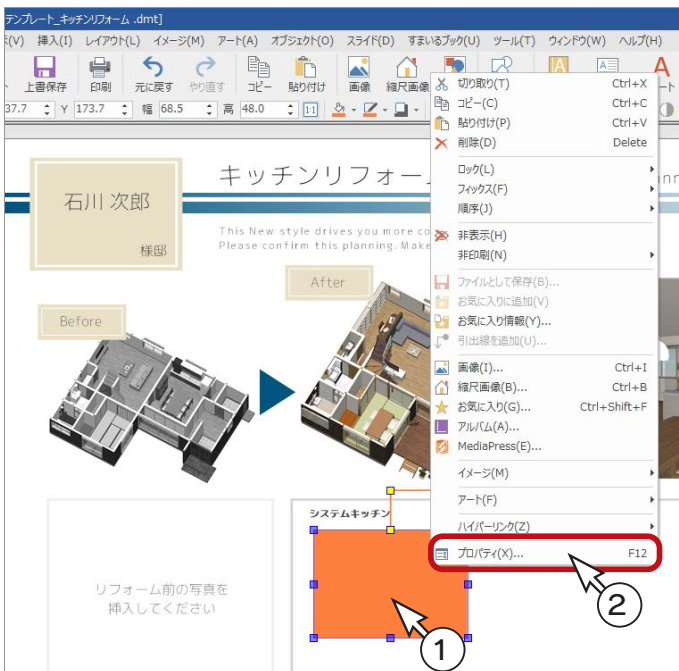 テンプレート_キッチンリフォーム .dmt]
(V) 挿入(I) レイアウト(L) イメージ(M) アート(A) オブジェクト(O) スライド(D) すまいるブック(U) ツール(T) ウィンドウ(W) ヘルプ(H)
上書保存 印刷 元に戻す やり直す コピー 貼り付け 画像 縮尺画像
37.7 Y 173.7 幅 68.5 高 48.0 1:1
切り取り(T) Ctrl+X
コピー(C) Ctrl+C
貼り付け(P) Ctrl+V
削除(D) Delete
ロック(L)
フィックス(F)
順序(J)
非表示(H)
非印刷(N)
ファイルとして保存(B)...
お気に入りに追加(V)
お気に入り情報(Y)...
引出線を追加(U)...
画像(I)... Ctrl+I
縮尺画像(B)... Ctrl+B
お気に入り(G)... Ctrl+Shift+F
アルバム(A)...
MediaPress(E)...
イメージ(M)
アート(F)
ハイパーリンク(Z)
プロパティ(X)... F12
キッチンリフォー
石川 次郎
様邸
This New style drives you more co
Please confirm this planning. Make
Before
After
システムキッチン
リフォーム前の写真を
挿入してください
1
2